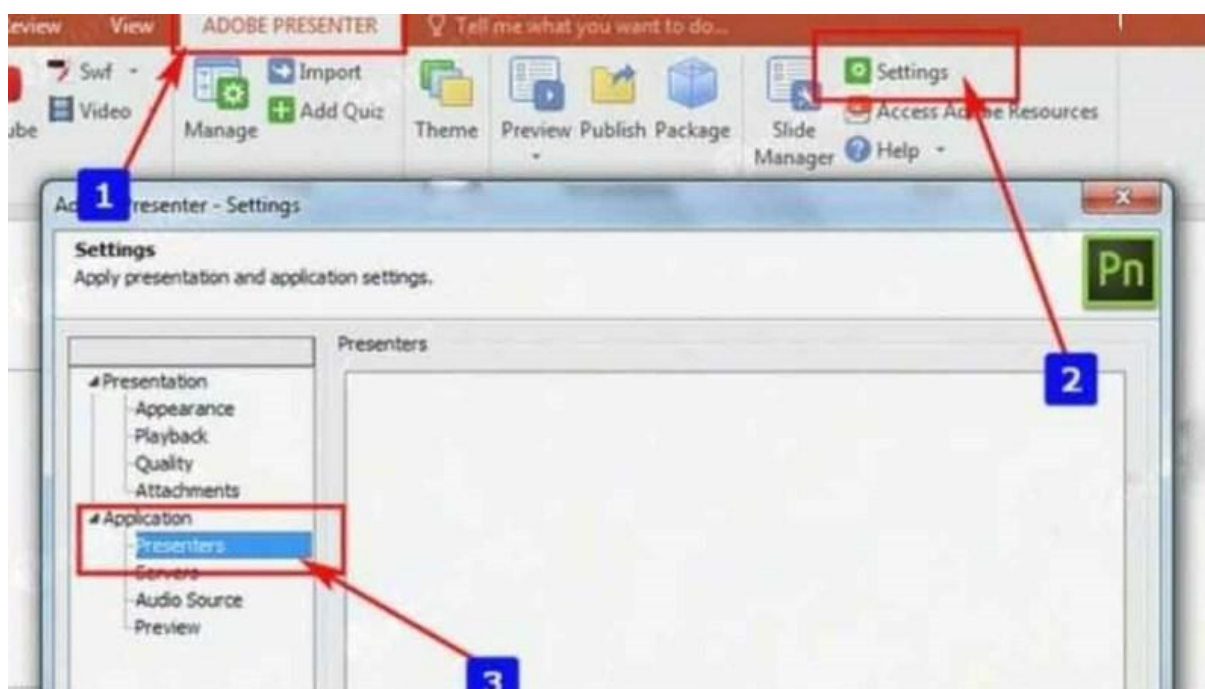 View ADOBE PRESENTER Tell me what you want to do...
Swf Import Settings
Video Add Quiz Access Adobe Resources
Manage Theme Preview Publish Package Slide Manager Help
1
Presenter - Settings
Settings
Apply presentation and application settings.
Pn
Presenters
2
Presentation
Appearance
Playback
Quality
Attachments
Application
Presenters
Servers
Audio Source
Preview
3